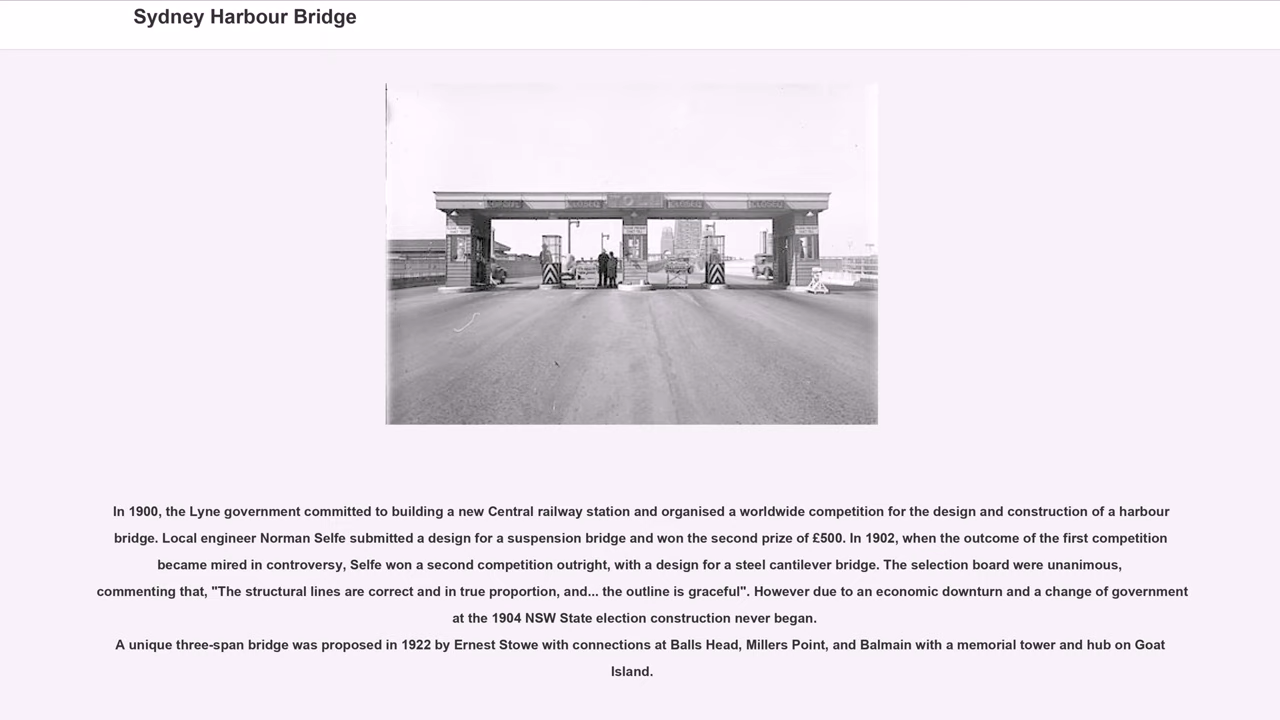 Sydney Harbour Bridge
TOLL
CLOSED
CLOSED
CLOSED
In 1900, the Lyne government committed to building a new Central railway station and organised a worldwide competition for the design and construction of a harbour
bridge. Local engineer Norman Selfe submitted a design for a suspension bridge and won the second prize of £500. In 1902, when the outcome of the first competition
became mired in controversy, Selfe won a second competition outright, with a design for a steel cantilever bridge. The selection board were unanimous,
commenting that, "The structural lines are correct and in true proportion, and... the outline is graceful". However due to an economic downturn and a change of government
at the 1904 NSW State election construction never began.
A unique three-span bridge was proposed in 1922 by Ernest Stowe with connections at Balls Head, Millers Point, and Balmain with a memorial tower and hub on Goat
Island.